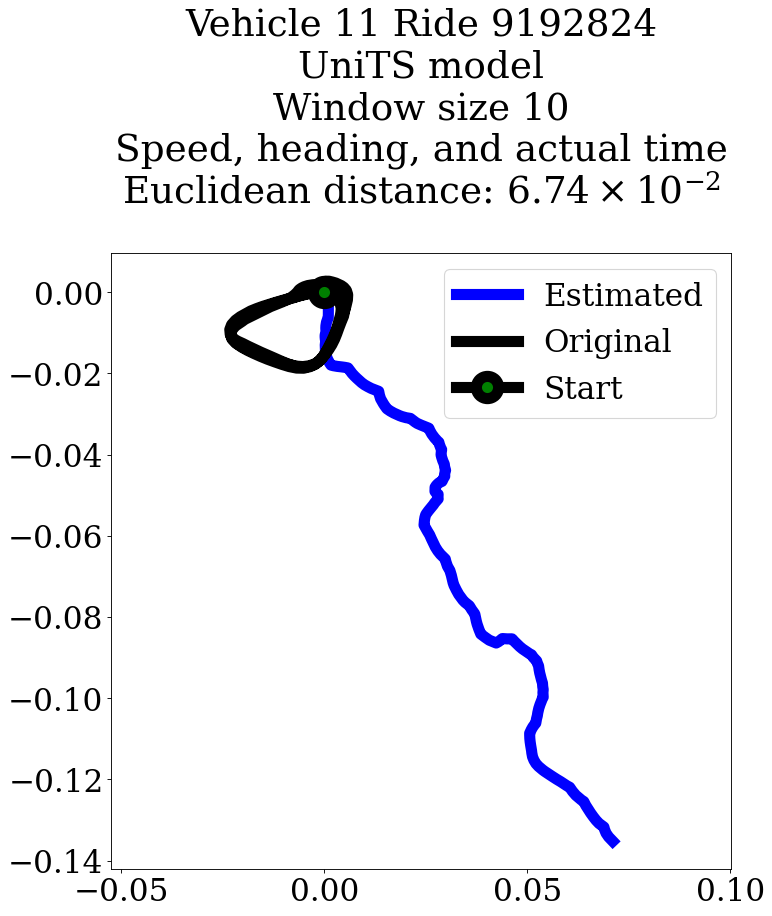 Vehicle 11 Ride 9192824
UniTS model
Window size 10
Speed, heading, and actual time
Euclidean distance: 6.74 × 10⁻²
Estimated
Original
Start
0.00
−0.02
−0.04
−0.06
−0.08
−0.10
−0.12
−0.14
−0.05 0.00 0.05 0.10